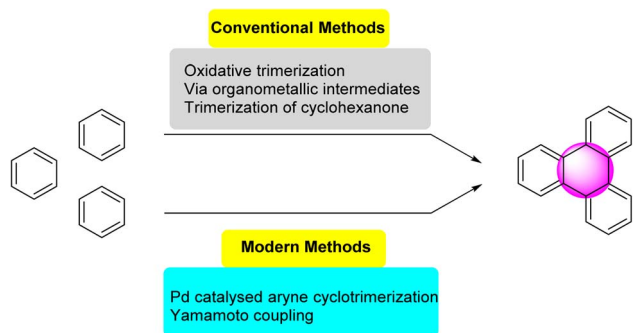 Conventional Methods
Oxidative trimerization
Via organometallic intermediates
Trimerization of cyclohexanone
Modern Methods
Pd catalysed aryne cyclotrimerization
Yamamoto coupling